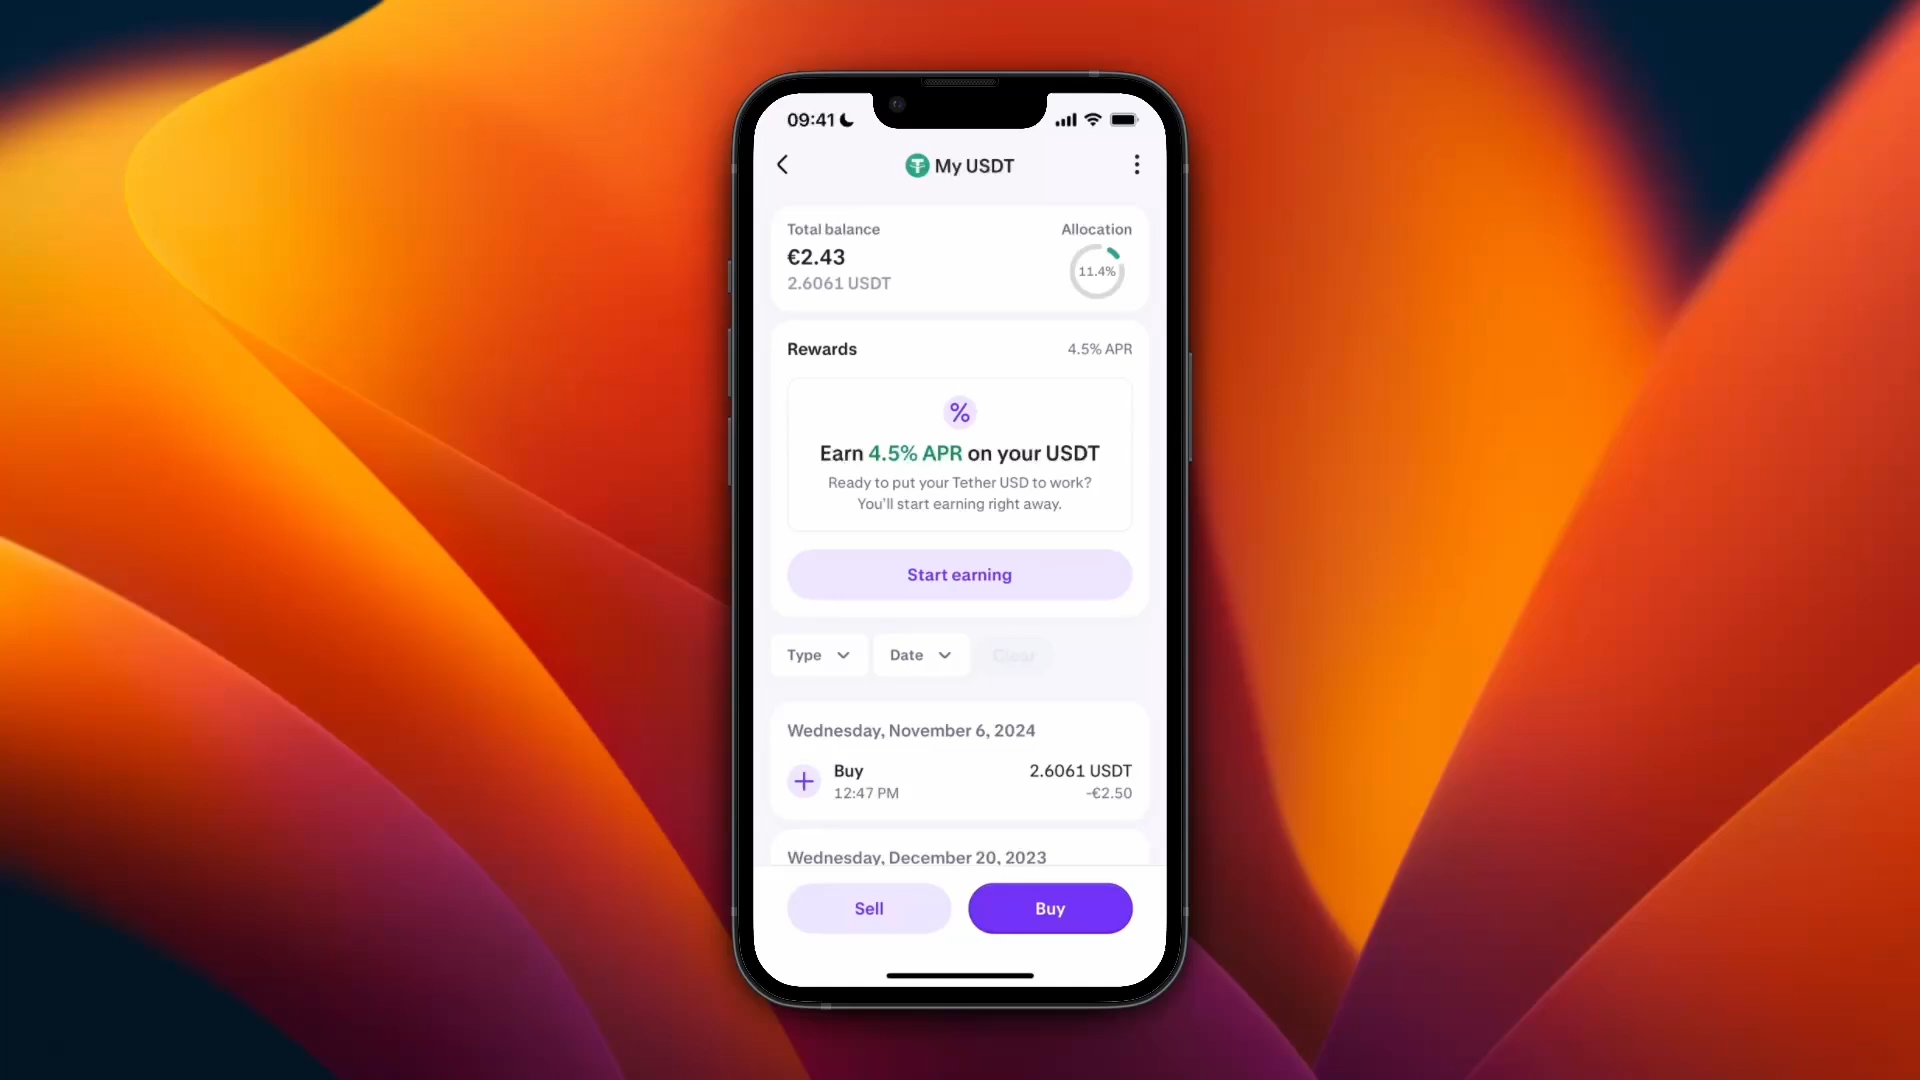 09:41
My USDT
Total balance
Allocation
€2.43
11.4%
2.6061 USDT
Rewards
4.5% APR
%
Earn 4.5% APR on your USDT
Ready to put your Tether USD to work?
You'll start earning right away.
Start earning
Type
Date
Clear
Wednesday, November 6, 2024
Buy
2.6061 USDT
12:47 PM
-€2.50
Wednesday, December 20, 2023
Sell
Buy